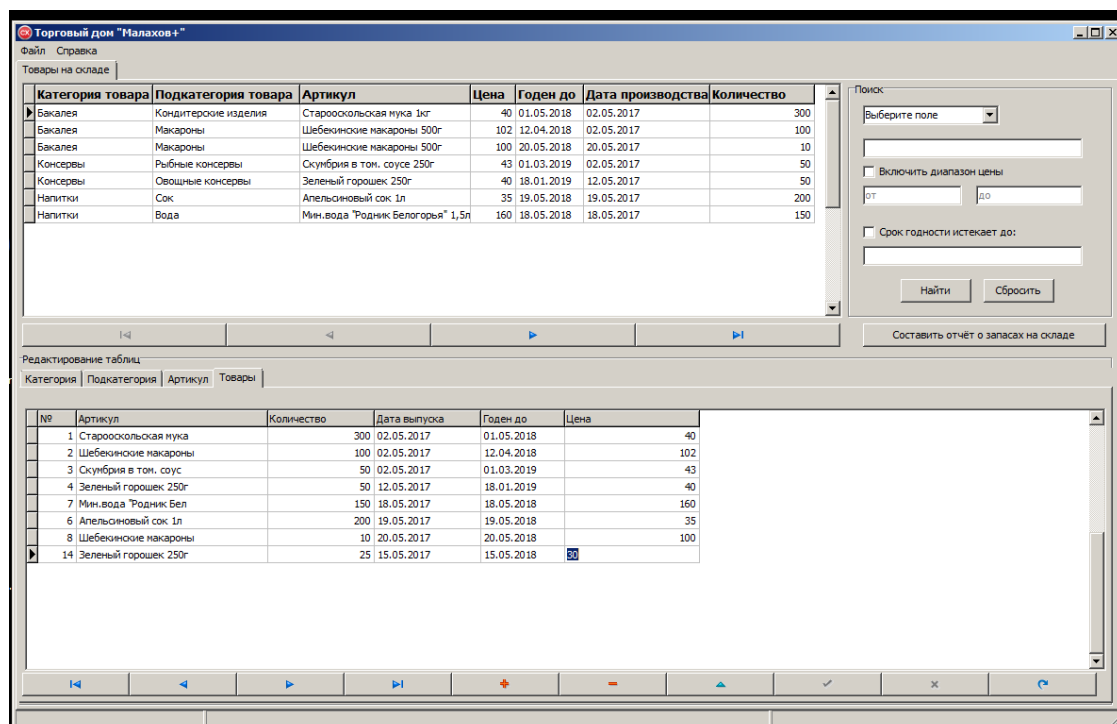 Торговый дом "Малахов+"
Файл Справка
Товары на складе
Категория товара Подкатегория товара Артикул Цена Годен до Дата производства Количество
Бакалея Кондитерские изделия Старооскольская мука 1кг 40 01.05.2018 02.05.2017 300
Бакалея Макароны Шебекинские макароны 500г 102 12.04.2018 02.05.2017 100
Бакалея Макароны Шебекинские макароны 500г 100 20.05.2018 20.05.2017 10
Консервы Рыбные консервы Скумбрия в том. соусе 250г 43 01.03.2019 02.05.2017 50
Консервы Овощные консервы Зеленый горошек 250г 40 18.01.2019 12.05.2017 50
Напитки Сок Апельсиновый сок 1л 35 19.05.2018 19.05.2017 200
Напитки Вода Мин.вода "Родник Белогорья" 1,5л 160 18.05.2018 18.05.2017 150
Поиск
Выберите поле
Включить диапазон цены
от до
Срок годности истекает до:
Найти Сбросить
Составить отчёт о запасах на складе
Редактирование таблиц
Категория Подкатегория Артикул Товары
№ Артикул Количество Дата выпуска Годен до Цена
1 Старооскольская мука 300 02.05.2017 01.05.2018 40
2 Шебекинские макароны 100 02.05.2017 12.04.2018 102
3 Скумбрия в том. соус 50 02.05.2017 01.03.2019 43
4 Зеленый горошек 250г 50 12.05.2017 18.01.2019 40
7 Мин.вода "Родник Бел 150 18.05.2017 18.05.2018 160
6 Апельсиновый сок 1л 200 19.05.2017 19.05.2018 35
8 Шебекинские макароны 10 20.05.2017 20.05.2018 100
14 Зеленый горошек 250г 25 15.05.2017 15.05.2018 30